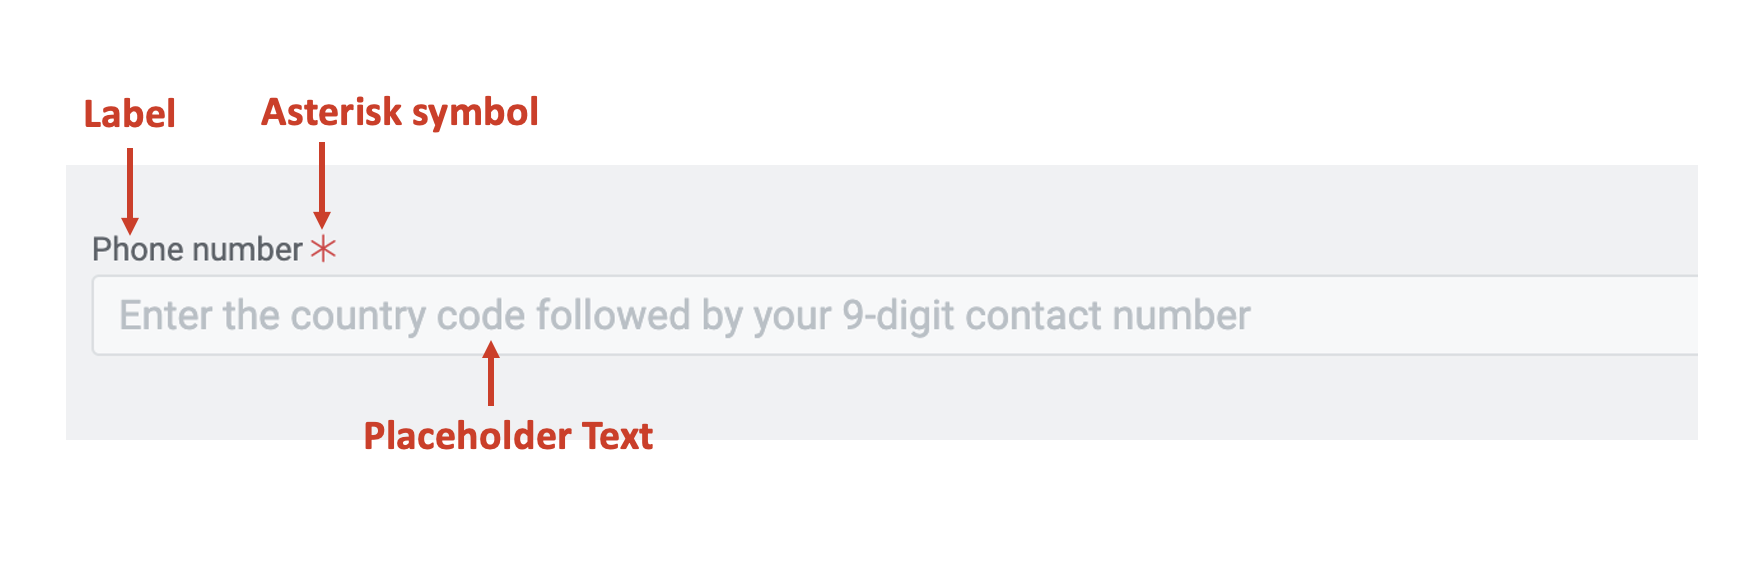 Label
Asterisk symbol
Phone number *
Enter the country code followed by your 9-digit contact number
Placeholder Text